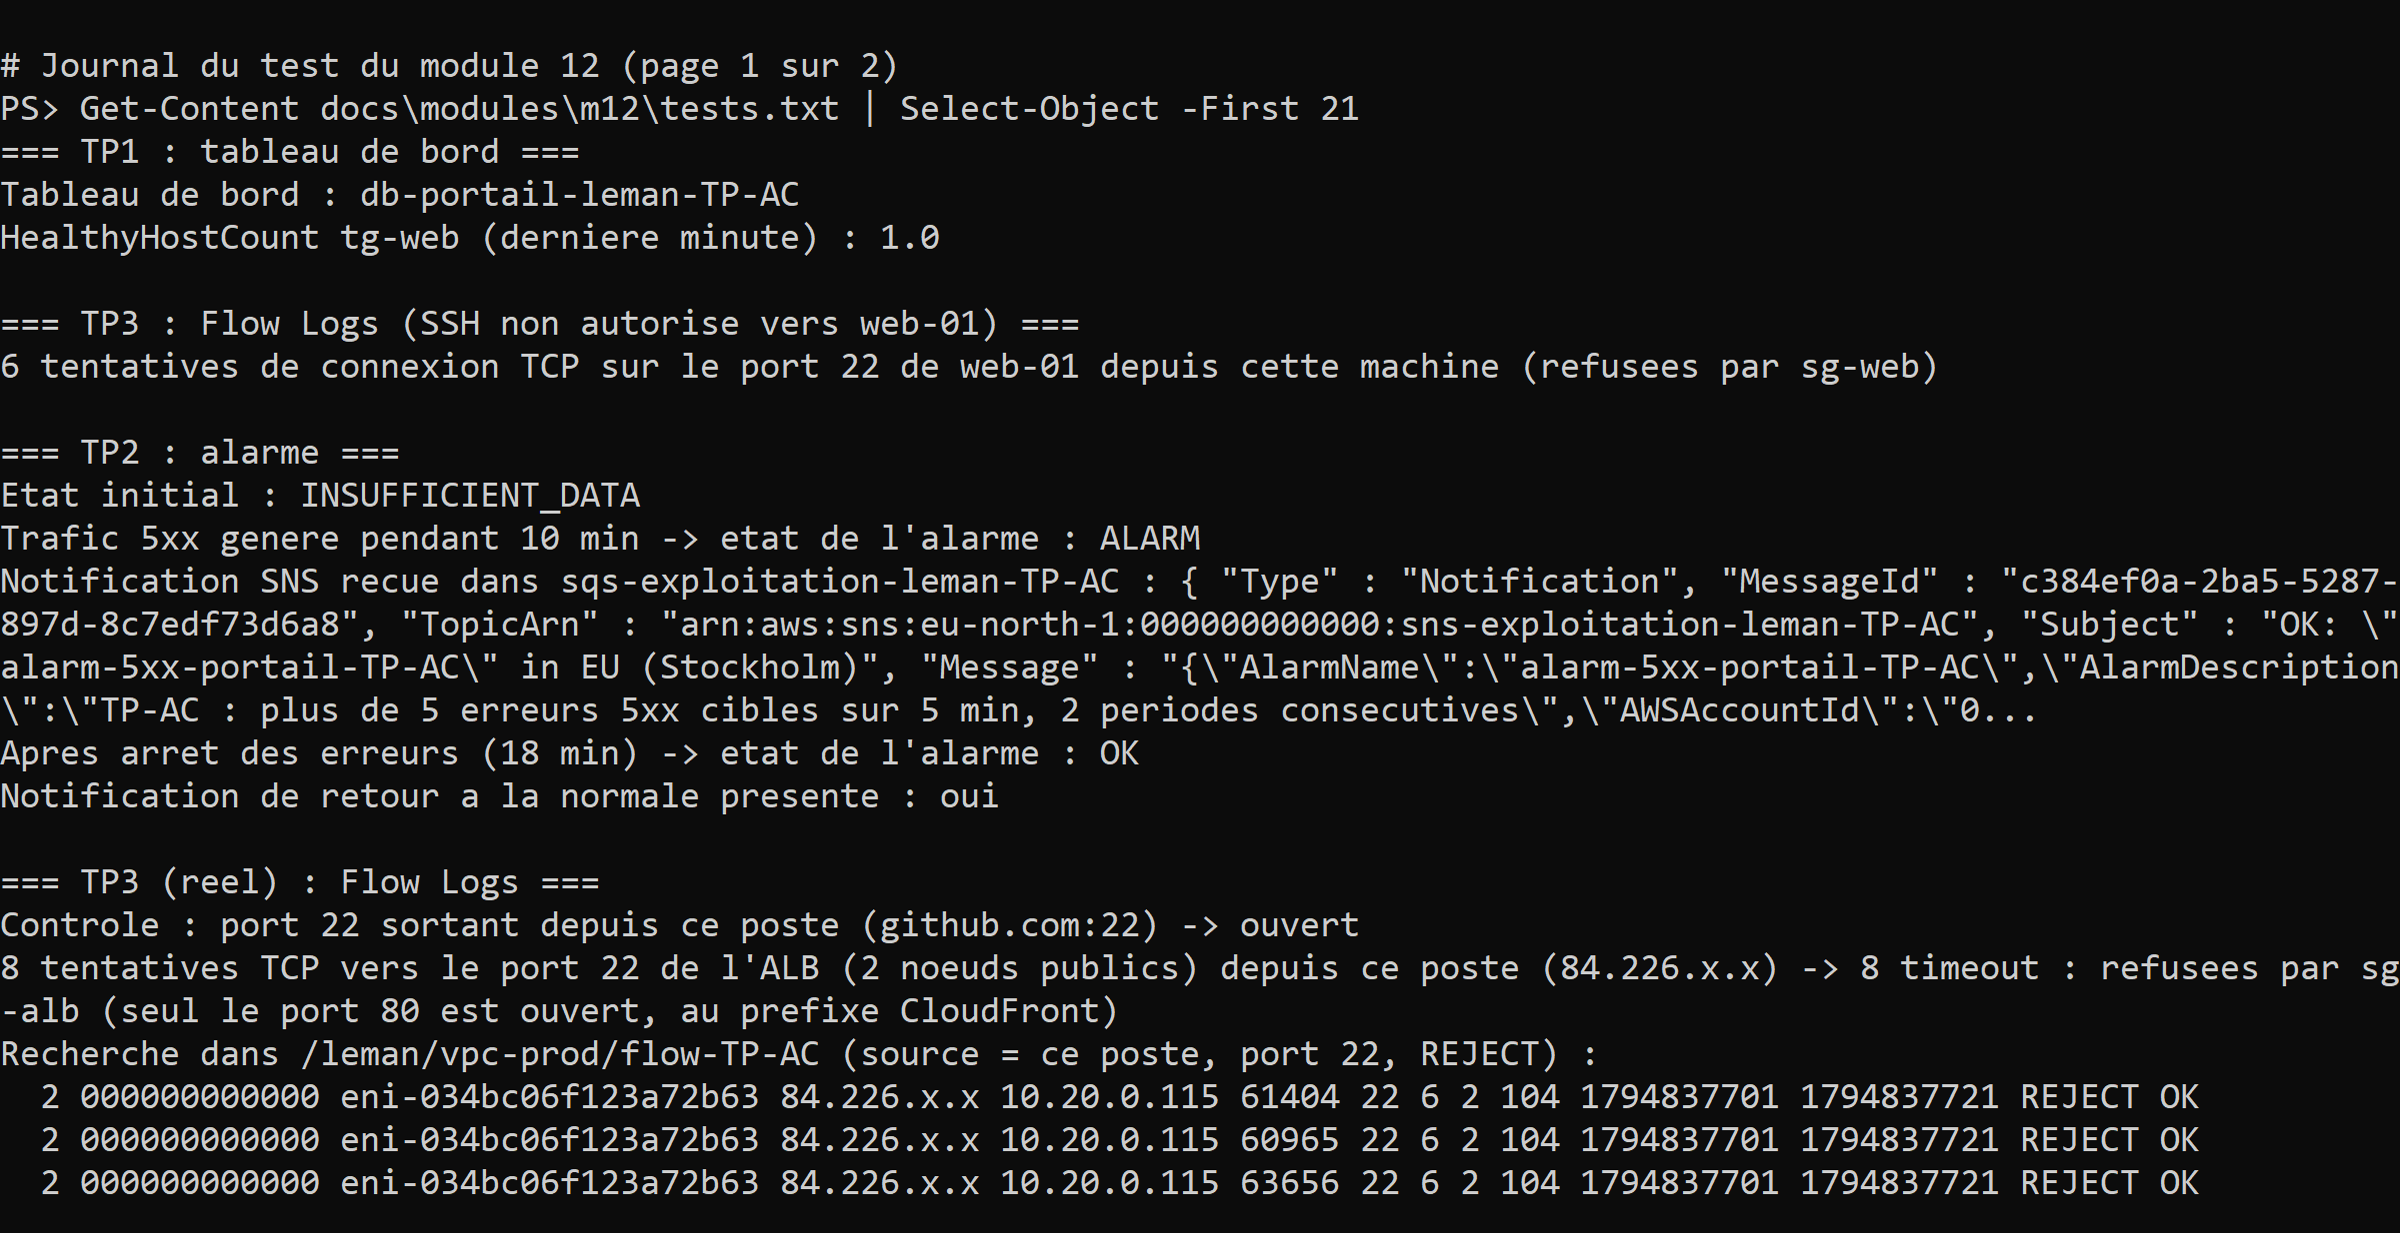 # Journal du test du module 12 (page 1 sur 2)
PS> Get-Content docs\modules\m12\tests.txt | Select-Object -First 21
=== TP1 : tableau de bord ===
Tableau de bord : db-portail-leman-TP-AC
HealthyHostCount tg-web (derniere minute) : 1.0
=== TP3 : Flow Logs (SSH non autorise vers web-01) ===
6 tentatives de connexion TCP sur le port 22 de web-01 depuis cette machine (refusees par sg-web)
=== TP2 : alarme ===
Etat initial : INSUFFICIENT_DATA
Trafic 5xx genere pendant 10 min -> etat de l'alarme : ALARM
Notification SNS recue dans sqs-exploitation-leman-TP-AC : { "Type" : "Notification", "MessageId" : "c384ef0a-2ba5-5287-
897d-8c7edf73d6a8", "TopicArn" : "arn:aws:sns:eu-north-1:000000000000:sns-exploitation-leman-TP-AC", "Subject" : "OK: \"
alarm-5xx-portail-TP-AC\" in EU (Stockholm)", "Message" : "{\"AlarmName\":\"alarm-5xx-portail-TP-AC\",\"AlarmDescription
\":\"TP-AC : plus de 5 erreurs 5xx cibles sur 5 min, 2 periodes consecutives\",\"AWSAccountId\":\"0...
Apres arret des erreurs (18 min) -> etat de l'alarme : OK
Notification de retour a la normale presente : oui
=== TP3 (reel) : Flow Logs ===
Controle : port 22 sortant depuis ce poste (github.com:22) -> ouvert
8 tentatives TCP vers le port 22 de l'ALB (2 noeuds publics) depuis ce poste (84.226.x.x) -> 8 timeout : refusees par sg
-alb (seul le port 80 est ouvert, au prefixe CloudFront)
Recherche dans /leman/vpc-prod/flow-TP-AC (source = ce poste, port 22, REJECT) :
  2 000000000000 eni-034bc06f123a72b63 84.226.x.x 10.20.0.115 61404 22 6 2 104 1794837701 1794837721 REJECT OK
  2 000000000000 eni-034bc06f123a72b63 84.226.x.x 10.20.0.115 60965 22 6 2 104 1794837701 1794837721 REJECT OK
  2 000000000000 eni-034bc06f123a72b63 84.226.x.x 10.20.0.115 63656 22 6 2 104 1794837701 1794837721 REJECT OK